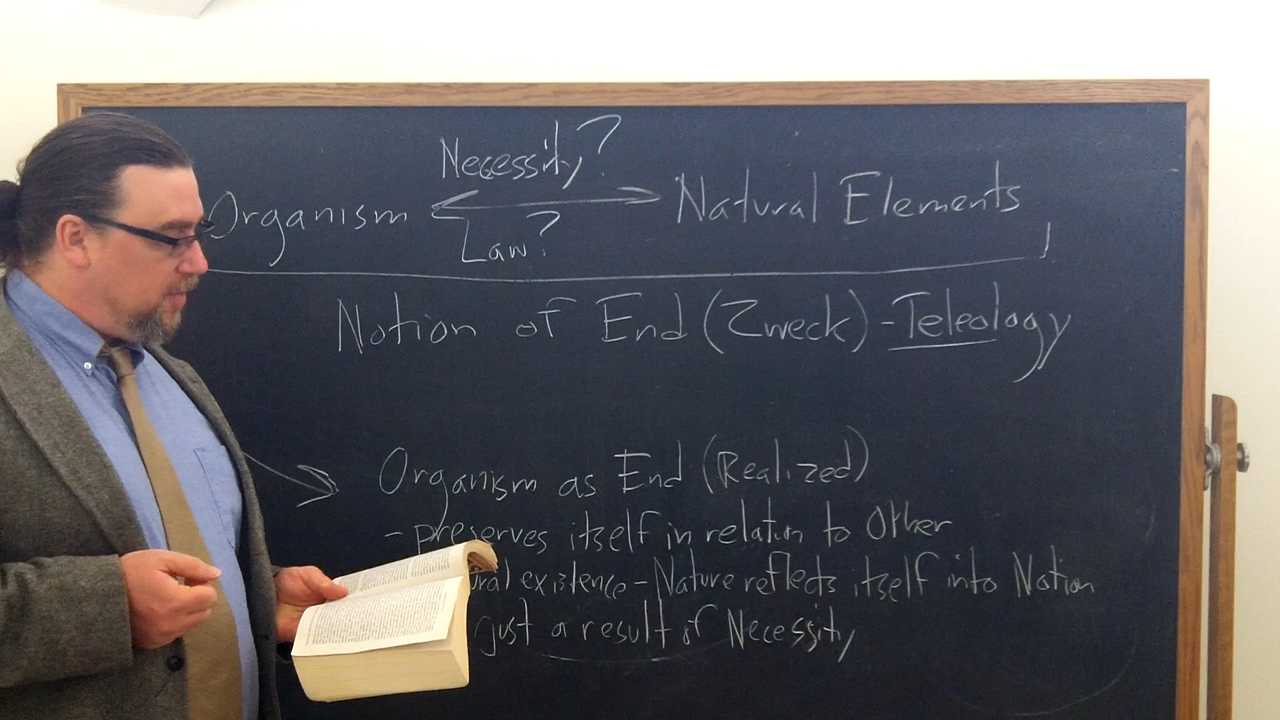 Necessity?
Organism Natural Elements
Law?
Notion of End (Zweck) - Teleology
Organism as End (Realized)
- preserves itself in relation to Other
existence - Nature reflects itself into Notion
just a result of Necessity